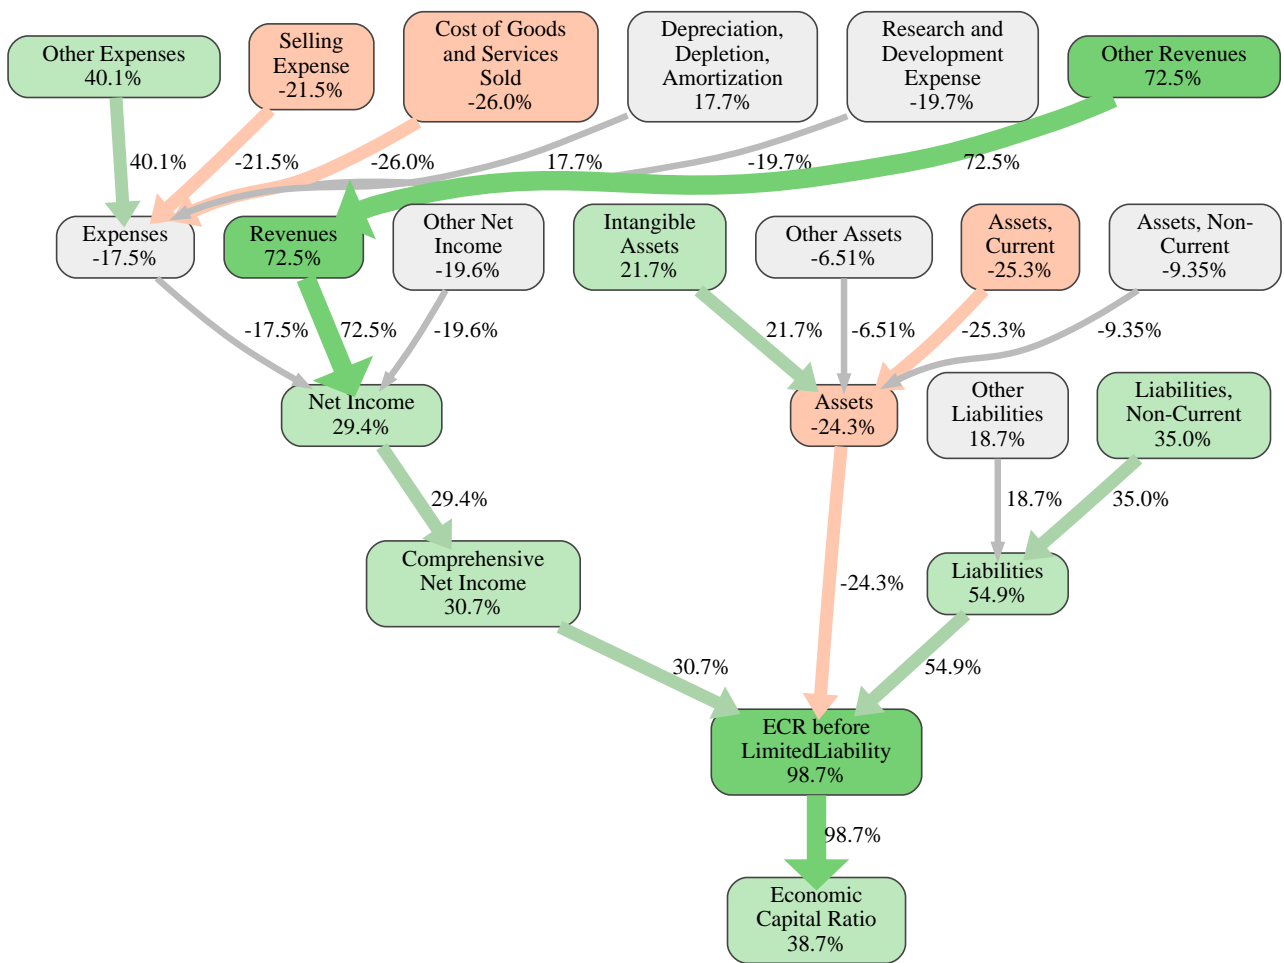 Other Expenses
40.1%
Selling
Expense
-21.5%
Cost of Goods
and Services
Sold
-26.0%
Depreciation,
Depletion,
Amortization
17.7%
Research and
Development
Expense
-19.7%
Other Revenues
72.5%
40.1%
-21.5%
-26.0%
17.7%
-19.7%
72.5%
Expenses
-17.5%
Revenues
72.5%
Other Net
Income
-19.6%
Intangible
Assets
21.7%
Other Assets
-6.51%
Assets,
Current
-25.3%
Assets, Non-
Current
-9.35%
-17.5%
72.5%
-19.6%
21.7%
-6.51%
-25.3%
-9.35%
Net Income
29.4%
Assets
-24.3%
Other
Liabilities
18.7%
Liabilities,
Non-Current
35.0%
29.4%
18.7%
35.0%
Comprehensive
Net Income
30.7%
-24.3%
Liabilities
54.9%
30.7%
54.9%
ECR before
LimitedLiability
98.7%
98.7%
Economic
Capital Ratio
38.7%